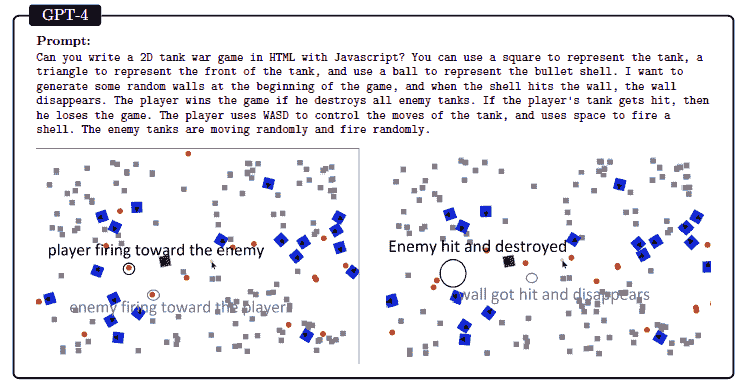 GPT-4
Prompt:
Can you write a 2D tank war game in HTML with Javascript? You can use a square to represent the tank, a
triangle to represent the front of the tank, and use a ball to represent the bullet shell. I want to
generate some random walls at the beginning of the game, and when the shell hits the wall, the wall
disappears. The player wins the game if he destroys all enemy tanks. If the player's tank gets hit, then
he loses the game. The player uses WASD to control the moves of the tank, and uses space to fire a
shell. The enemy tanks are moving randomly and fire randomly.
player firing toward the enemy
enemy firing toward the player
Enemy hit and destroyed
wall got hit and disappears